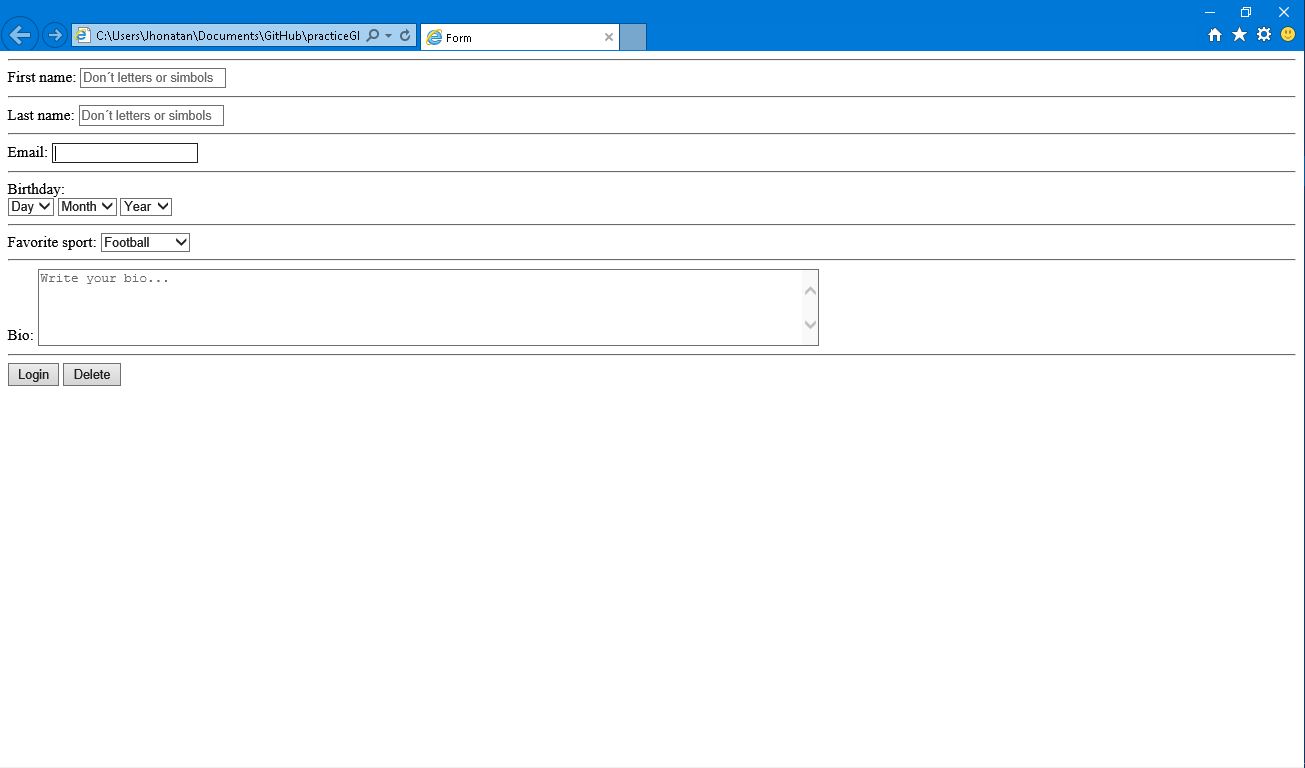 C:\Users\Jhonatan\Documents\GitHub\practiceGI
Form
First name: Don´t letters or simbols
Last name: Don´t letters or simbols
Email:
Birthday:
Day Month Year
Favorite sport: Football
Write your bio...
Bio:
Login Delete